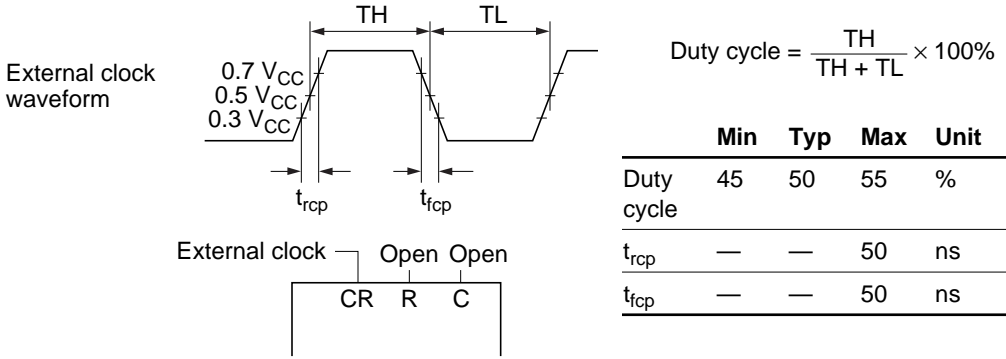 TH TL
External clock
waveform
0.7 VCC
0.5 VCC
0.3 VCC
trcp tfcp
Duty cycle = TH / TH + TL × 100%
Min Typ Max Unit
Duty cycle 45 50 55 %
trcp — — 50 ns
tfcp — — 50 ns
External clock Open Open
CR R C